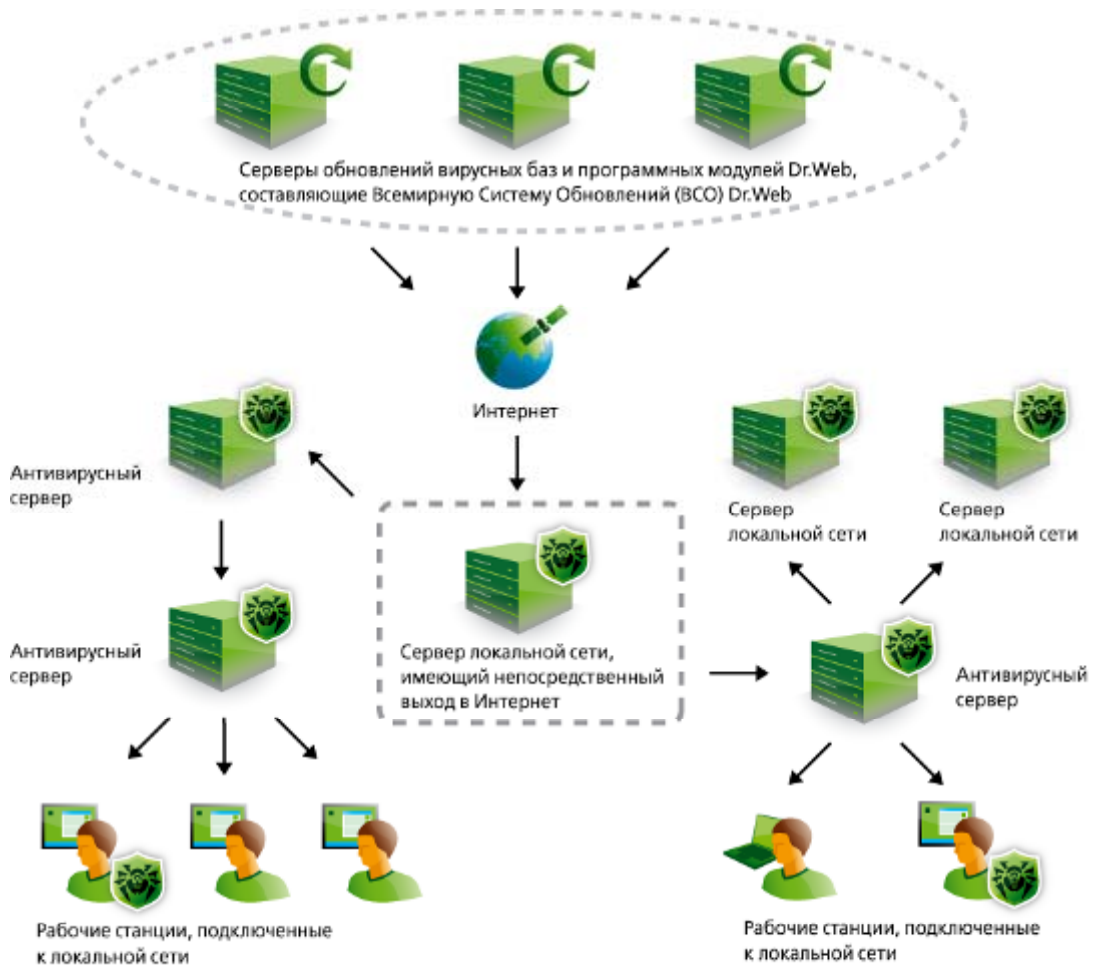 Серверы обновлений вирусных баз и программных модулей Dr.Web,
составляющие Всемирную Систему Обновлений (ВСО) Dr.Web
Интернет
Антивирусный
сервер
Сервер
локальной сети
Сервер
локальной сети
Антивирусный
сервер
Сервер локальной сети,
имеющий непосредственный
выход в Интернет
Антивирусный
сервер
Рабочие станции, подключенные
к локальной сети
Рабочие станции, подключенные
к локальной сети